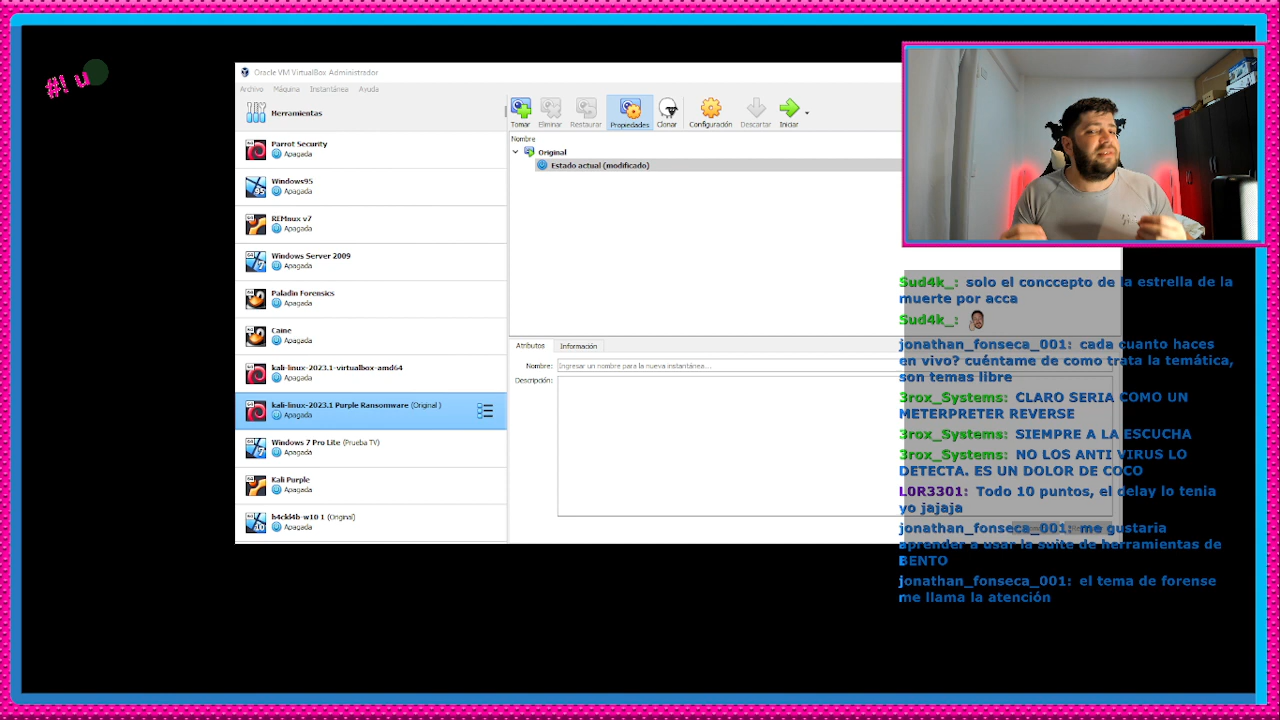 #! u
Oracle VM VirtualBox Administrador
Archivo Máquina Instantánea Ayuda
Herramientas
Tomar Eliminar Restaurar Propiedades Clonar Configuración Descartar Iniciar
Nombre
Original
Estado actual (modificado)
Parrot Security
Apagada
Windows95
Apagada
REMnux v7
Apagada
Windows Server 2009
Apagada
Paladin Forensics
Apagada
Caine
Apagada
kali-linux-2023.1-virtualbox-amd64
Apagada
kali-linux-2023.1 Purple Ransomware (Original )
Apagada
Windows 7 Pro Lite (Prueba TV)
Apagada
Kali Purple
Apagada
h4ckd4b-w10 1 (Original)
Apagada
Atributos Información
Nombre: Ingresar un nombre para la nueva instantánea...
Descripción:
Sud4k_: solo el conccepto de la estrella de la
muerte por acca
Sud4k_:
jonathan_fonseca_001: cada cuanto haces
en vivo? cuéntame de como trata la temática,
son temas libre
3rox_Systems: CLARO SERIA COMO UN
METERPRETER REVERSE
3rox_Systems: SIEMPRE A LA ESCUCHA
3rox_Systems: NO LOS ANTI VIRUS LO
DETECTA. ES UN DOLOR DE COCO
L0R3301: Todo 10 puntos, el delay lo tenia
yo jajaja
jonathan_fonseca_001: me gustaria
aprender a usar la suite de herramientas de
BENTO
jonathan_fonseca_001: el tema de forense
me llama la atención